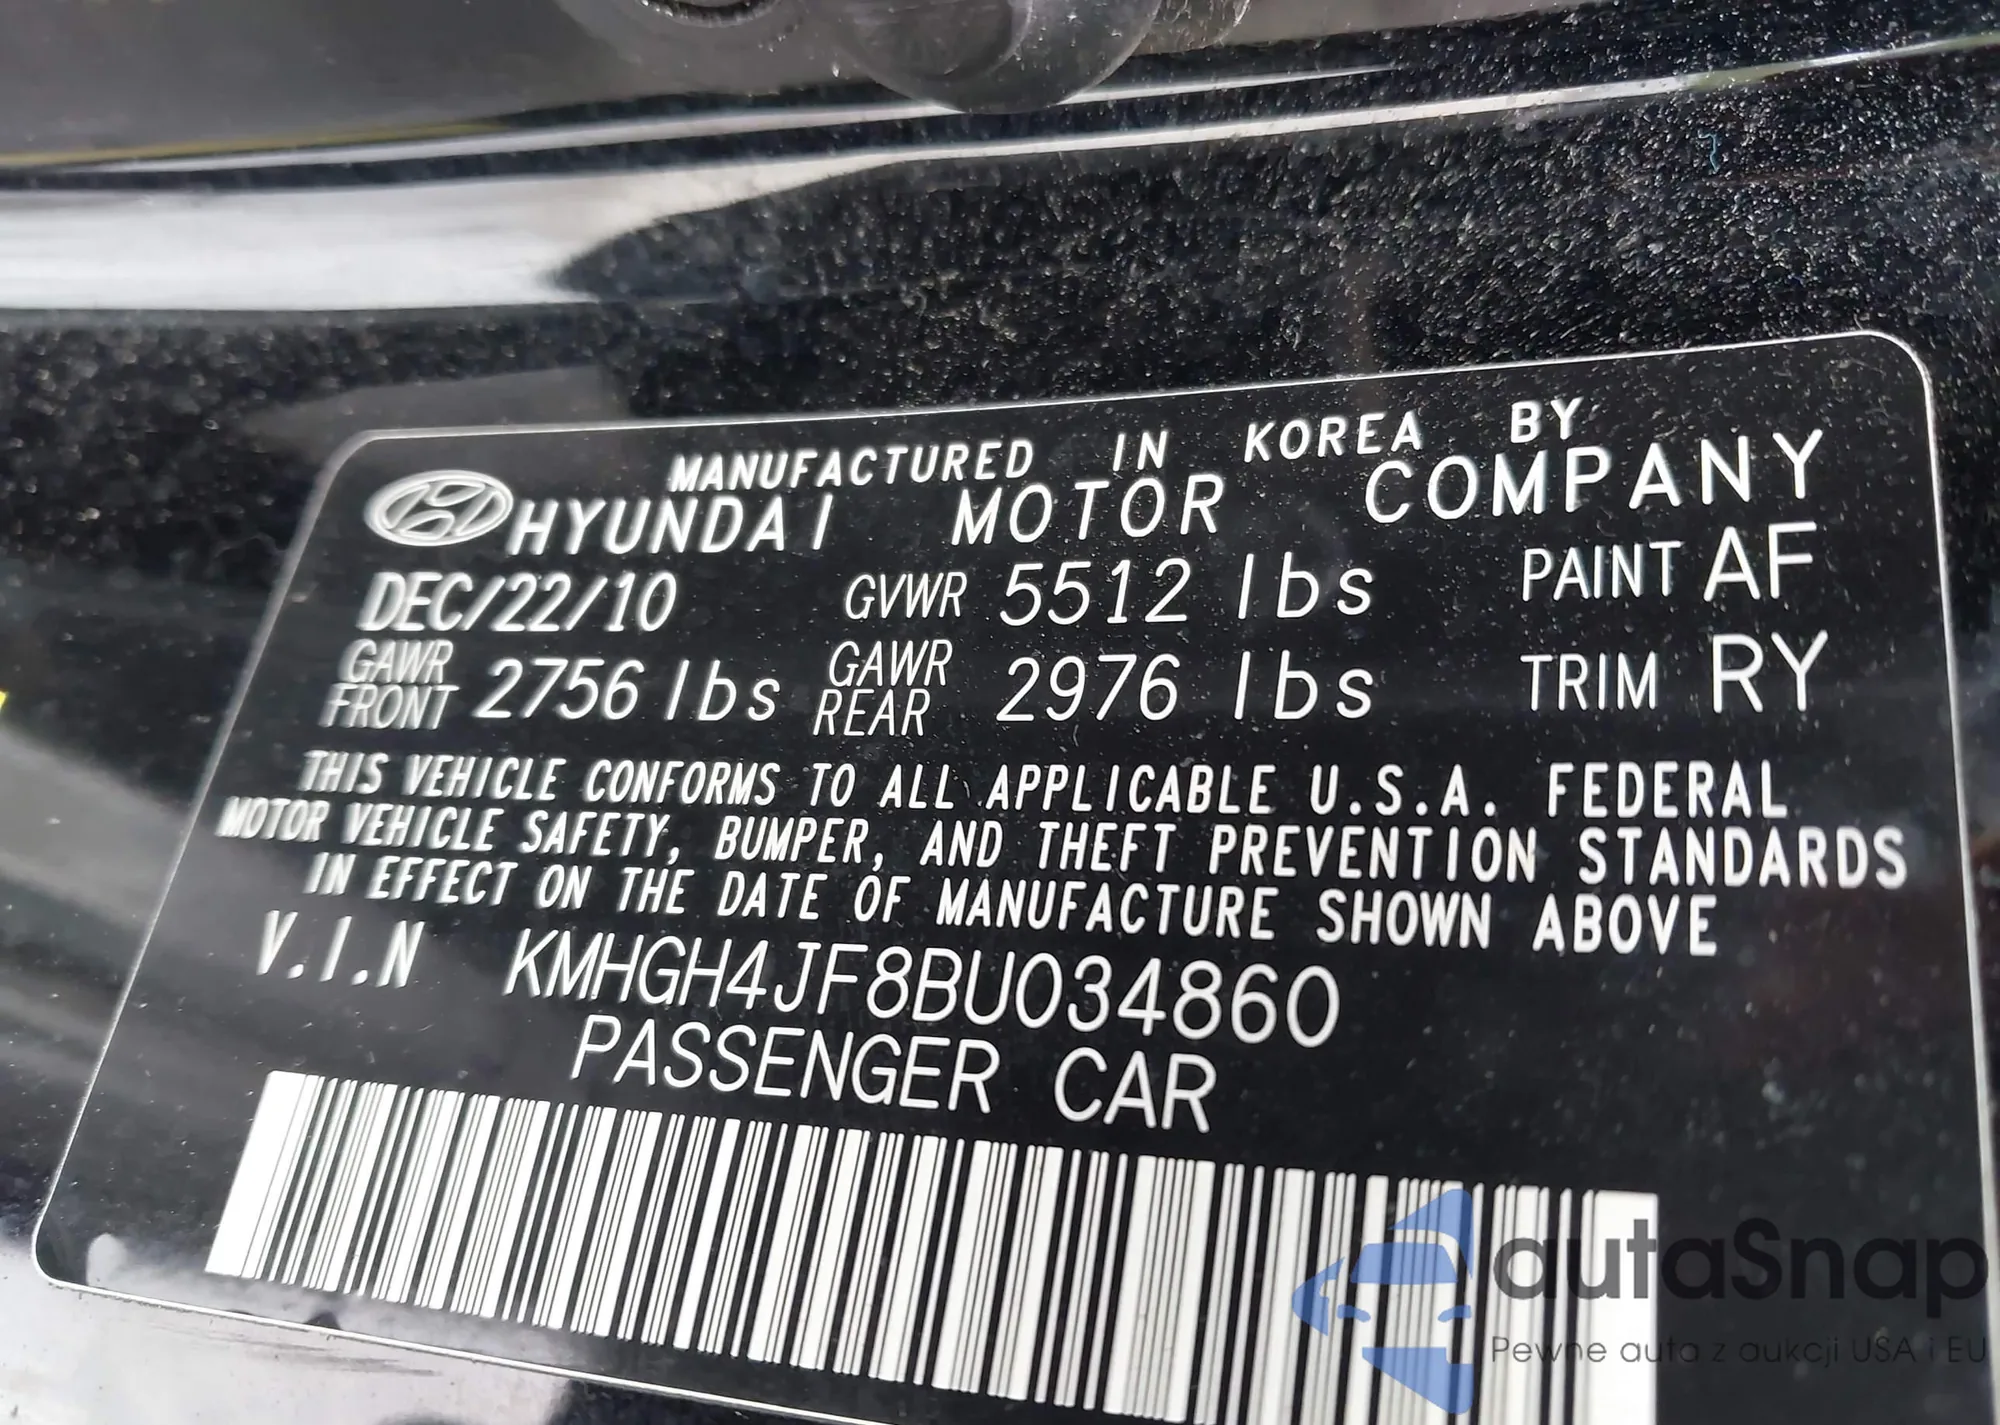 MANUFACTURED IN KOREA BY
HYUNDAI MOTOR COMPANY
DEC/22/10 GVWR 5512 lbs PAINT AF
GAWR FRONT 2756 lbs GAWR REAR 2976 lbs TRIM RY
THIS VEHICLE CONFORMS TO ALL APPLICABLE U.S.A. FEDERAL
MOTOR VEHICLE SAFETY, BUMPER, AND THEFT PREVENTION STANDARDS
IN EFFECT ON THE DATE OF MANUFACTURE SHOWN ABOVE
V.I.N KMHGH4JF8BU034860
PASSENGER CAR
autaSnap
Pewne auta z aukcji USA i EU